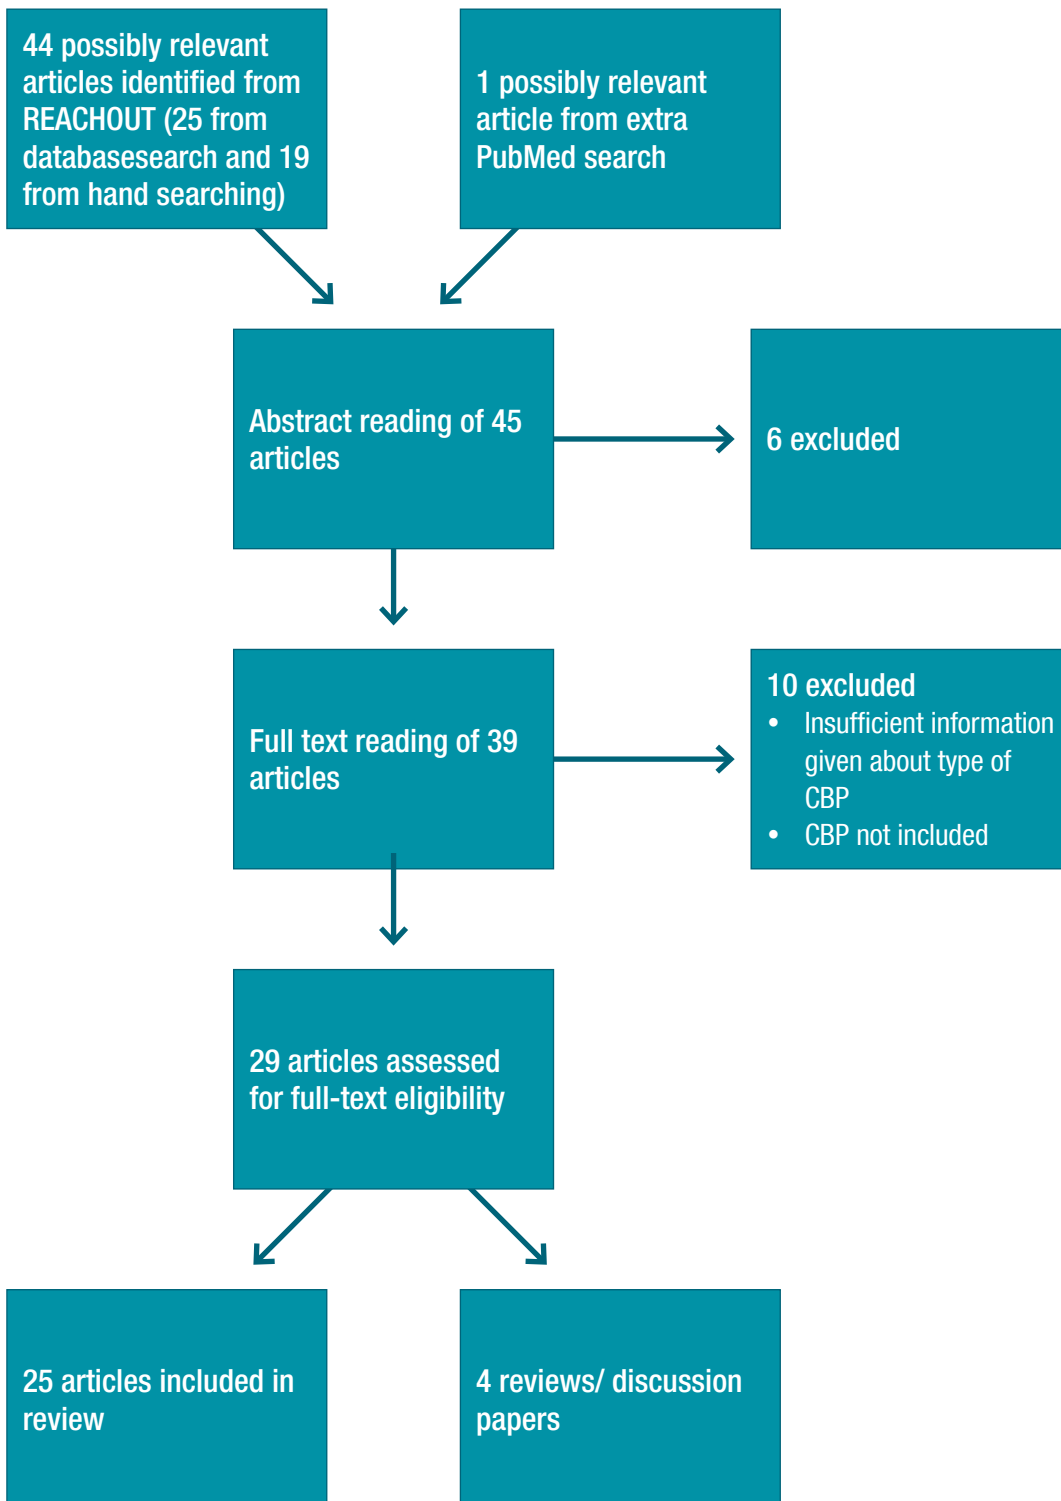 44 possibly relevant
articles identified from
REACHOUT (25 from
databasesearch and 19
from hand searching)
1 possibly relevant
article from extra
PubMed search
Abstract reading of 45
articles
6 excluded
Full text reading of 39
articles
10 excluded
• Insufficient information
given about type of
CBP
• CBP not included
29 articles assessed
for full-text eligibility
25 articles included in
review
4 reviews/ discussion
papers